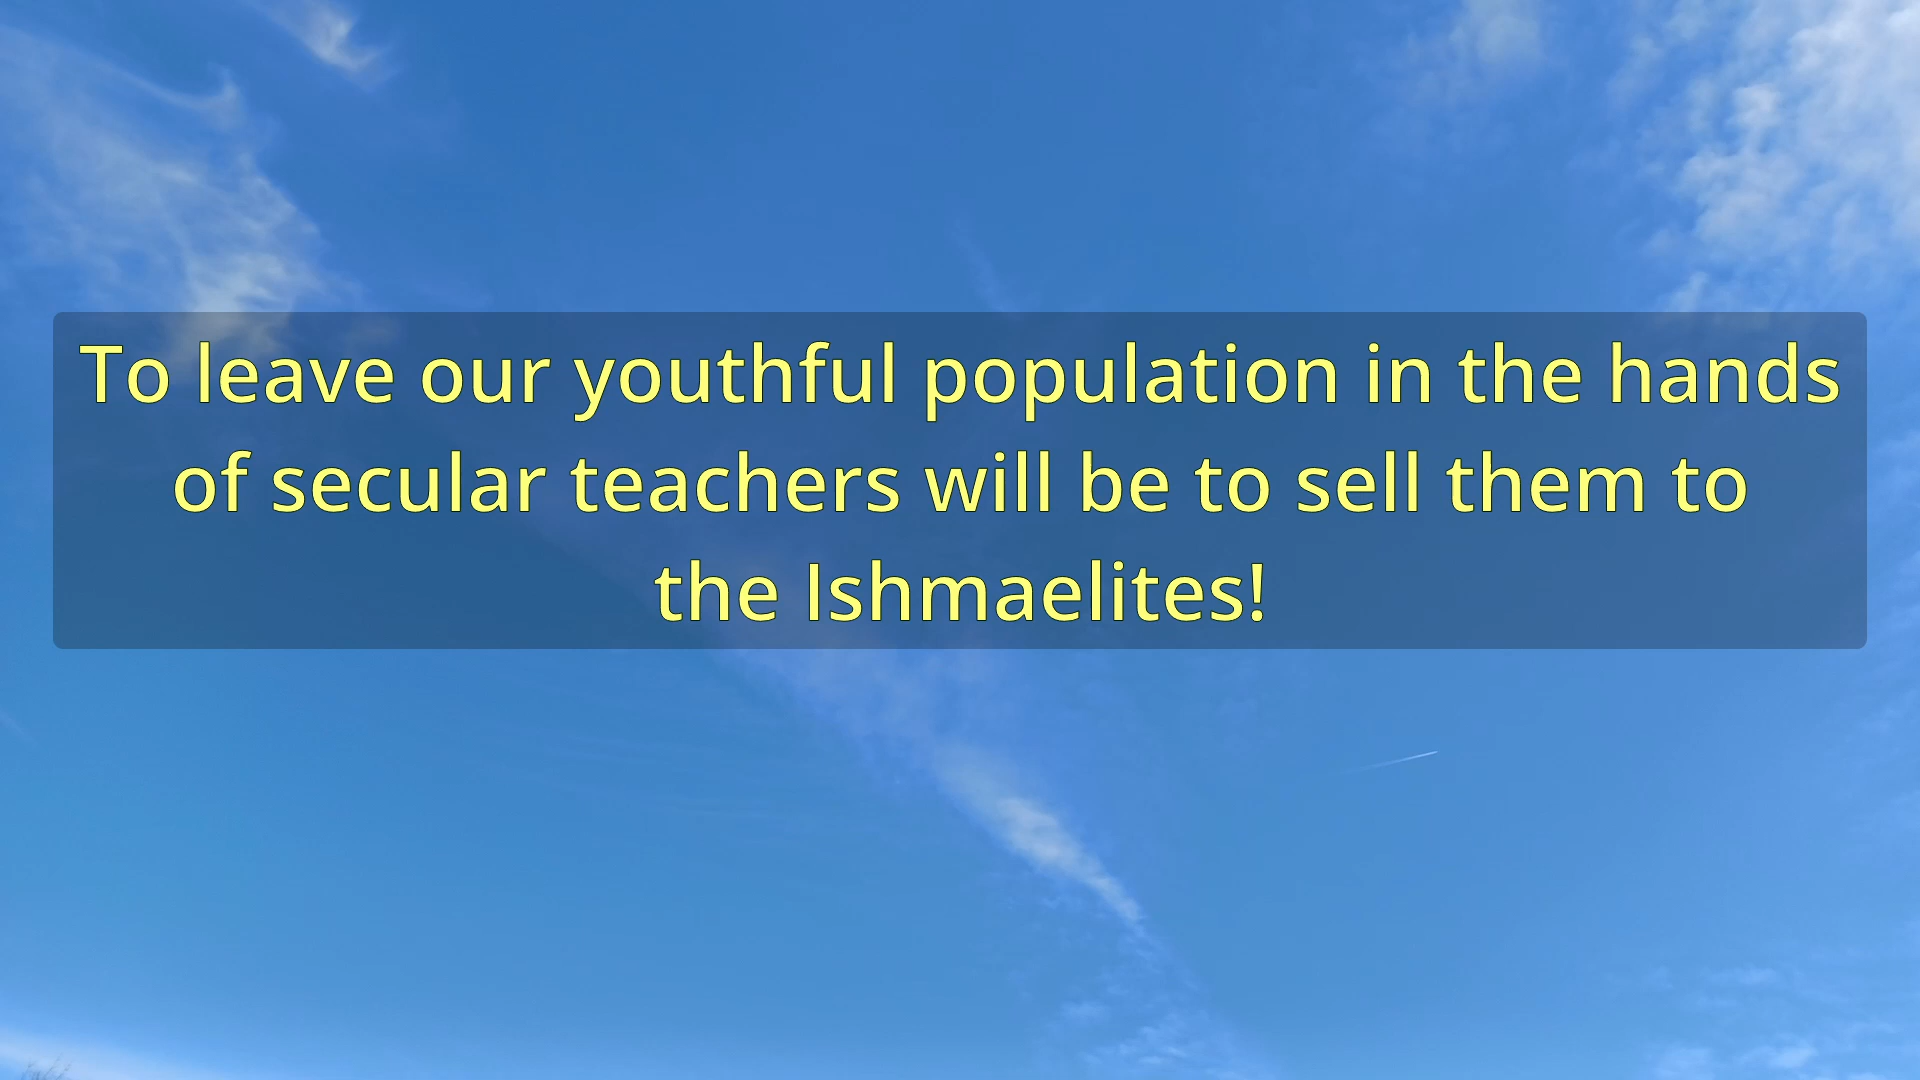 To leave our youthful population in the hands
of secular teachers will be to sell them to
the Ishmaelites!